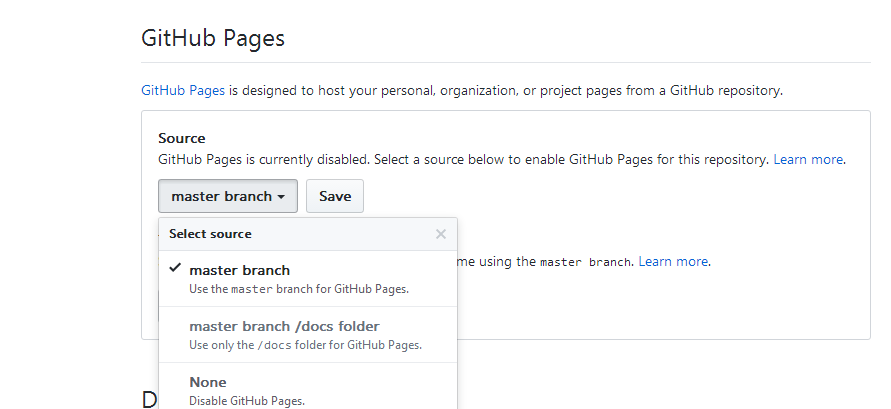 GitHub Pages
GitHub Pages is designed to host your personal, organization, or project pages from a GitHub repository.
Source
GitHub Pages is currently disabled. Select a source below to enable GitHub Pages for this repository. Learn more.
master branch
Save
Select source
me using the master branch. Learn more.
master branch
Use the master branch for GitHub Pages.
master branch /docs folder
Use only the /docs folder for GitHub Pages.
None
Disable GitHub Pages.
D